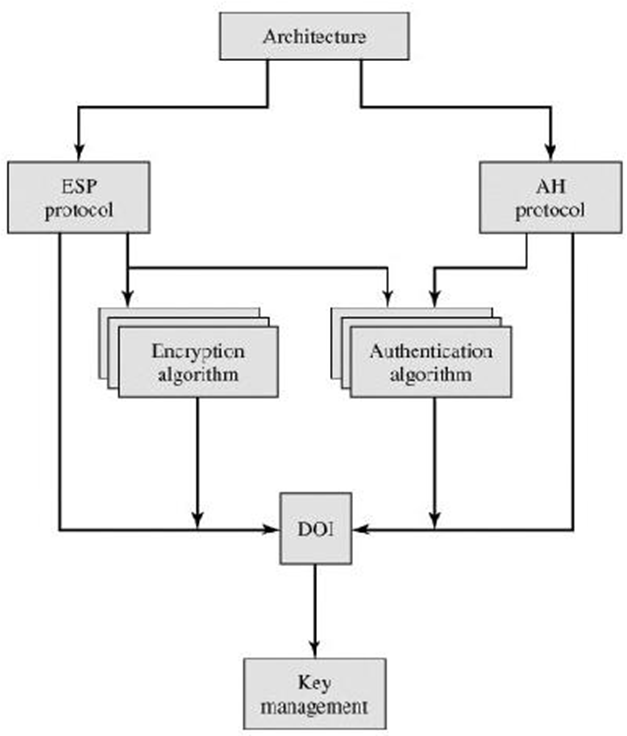 Architecture
ESP
protocol
AH
protocol
Encryption
algorithm
Authentication
algorithm
DOI
Key
management